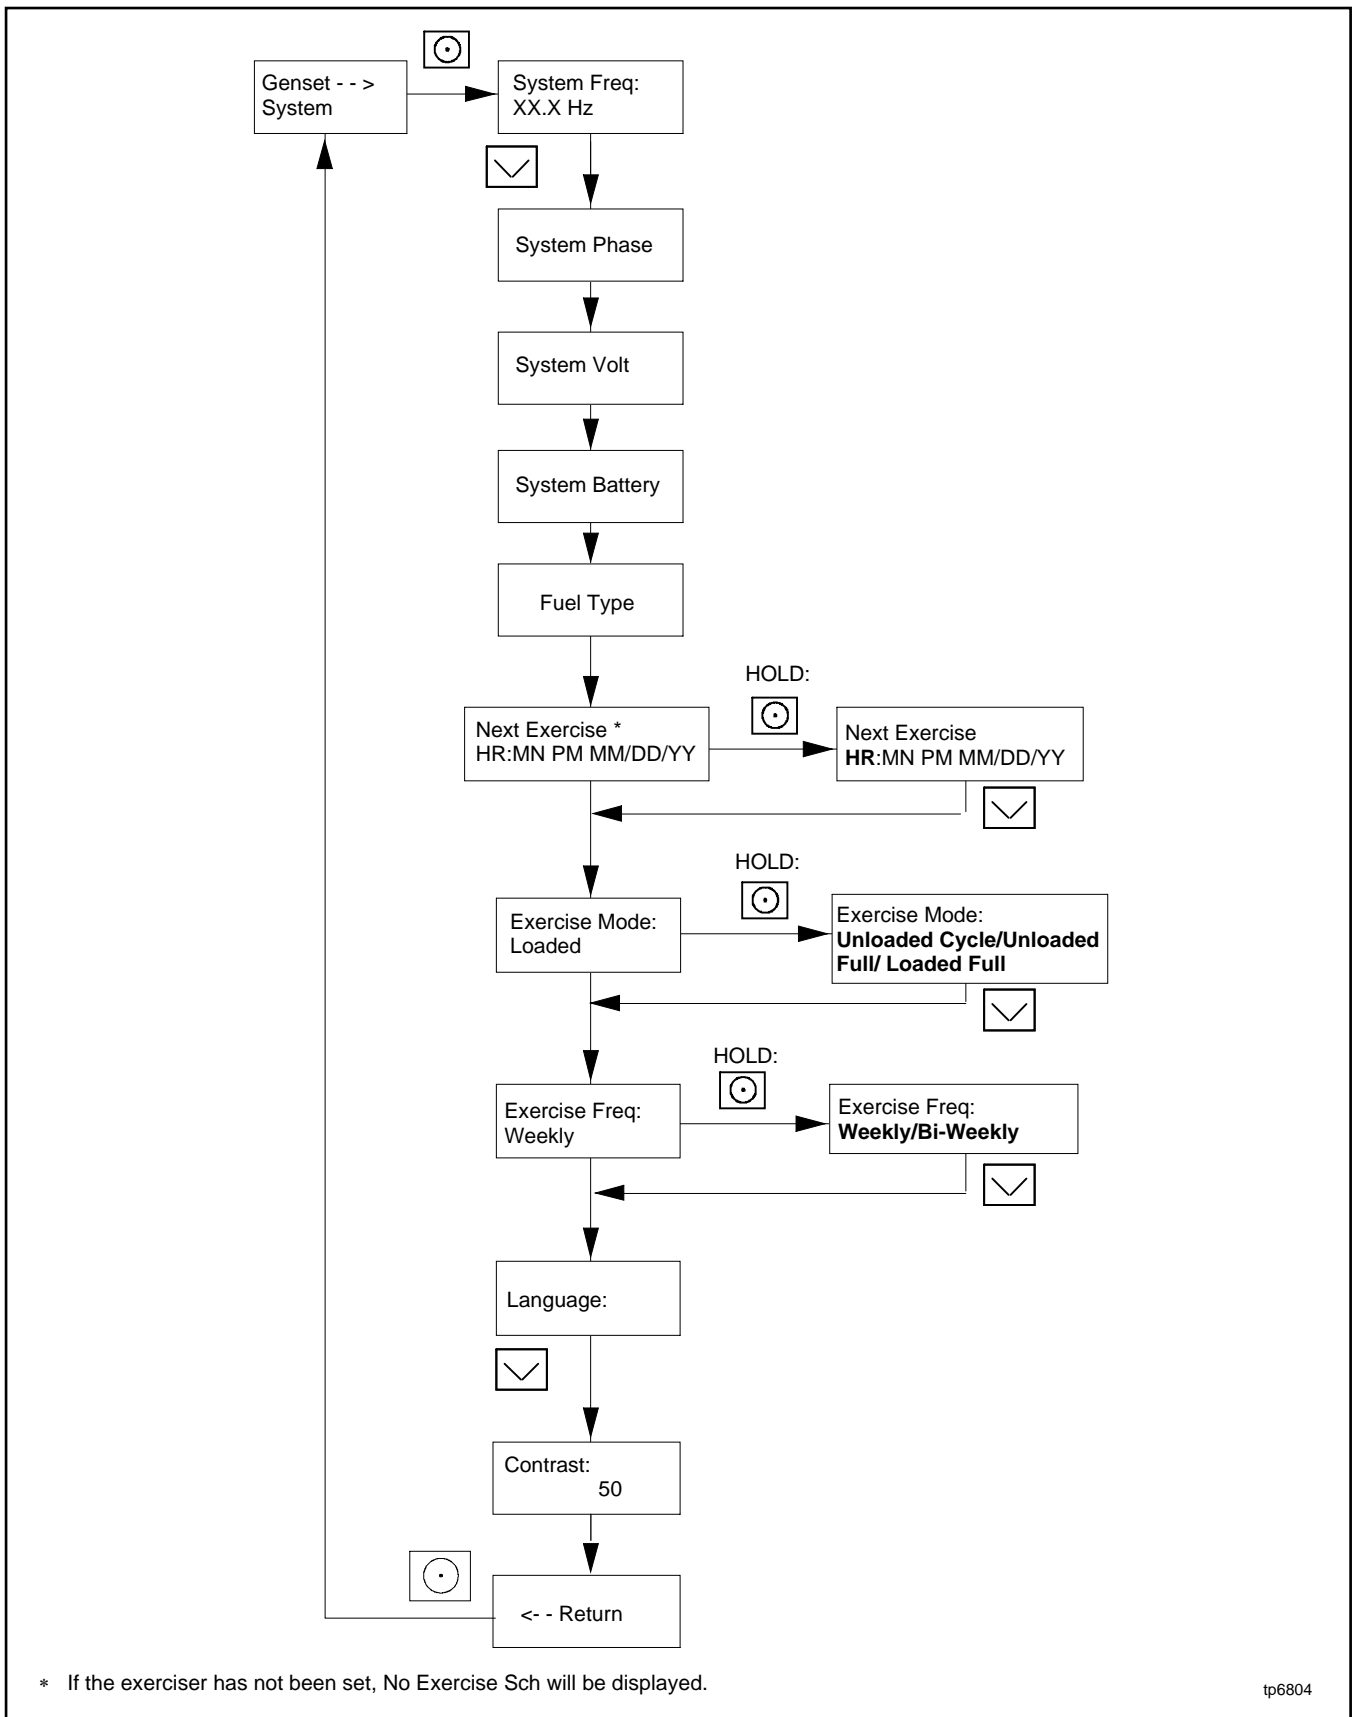 Genset - - >
System
System Freq:
XX.X Hz
System Phase
System Volt
System Battery
Fuel Type
HOLD:
Next Exercise *
HR:MN PM MM/DD/YY
Next Exercise
HR:MN PM MM/DD/YY
HOLD:
Exercise Mode:
Loaded
Exercise Mode:
Unloaded Cycle/Unloaded
Full/ Loaded Full
HOLD:
Exercise Freq:
Weekly
Exercise Freq:
Weekly/Bi-Weekly
Language:
Contrast:
50
<- - Return
* If the exerciser has not been set, No Exercise Sch will be displayed.
tp6804